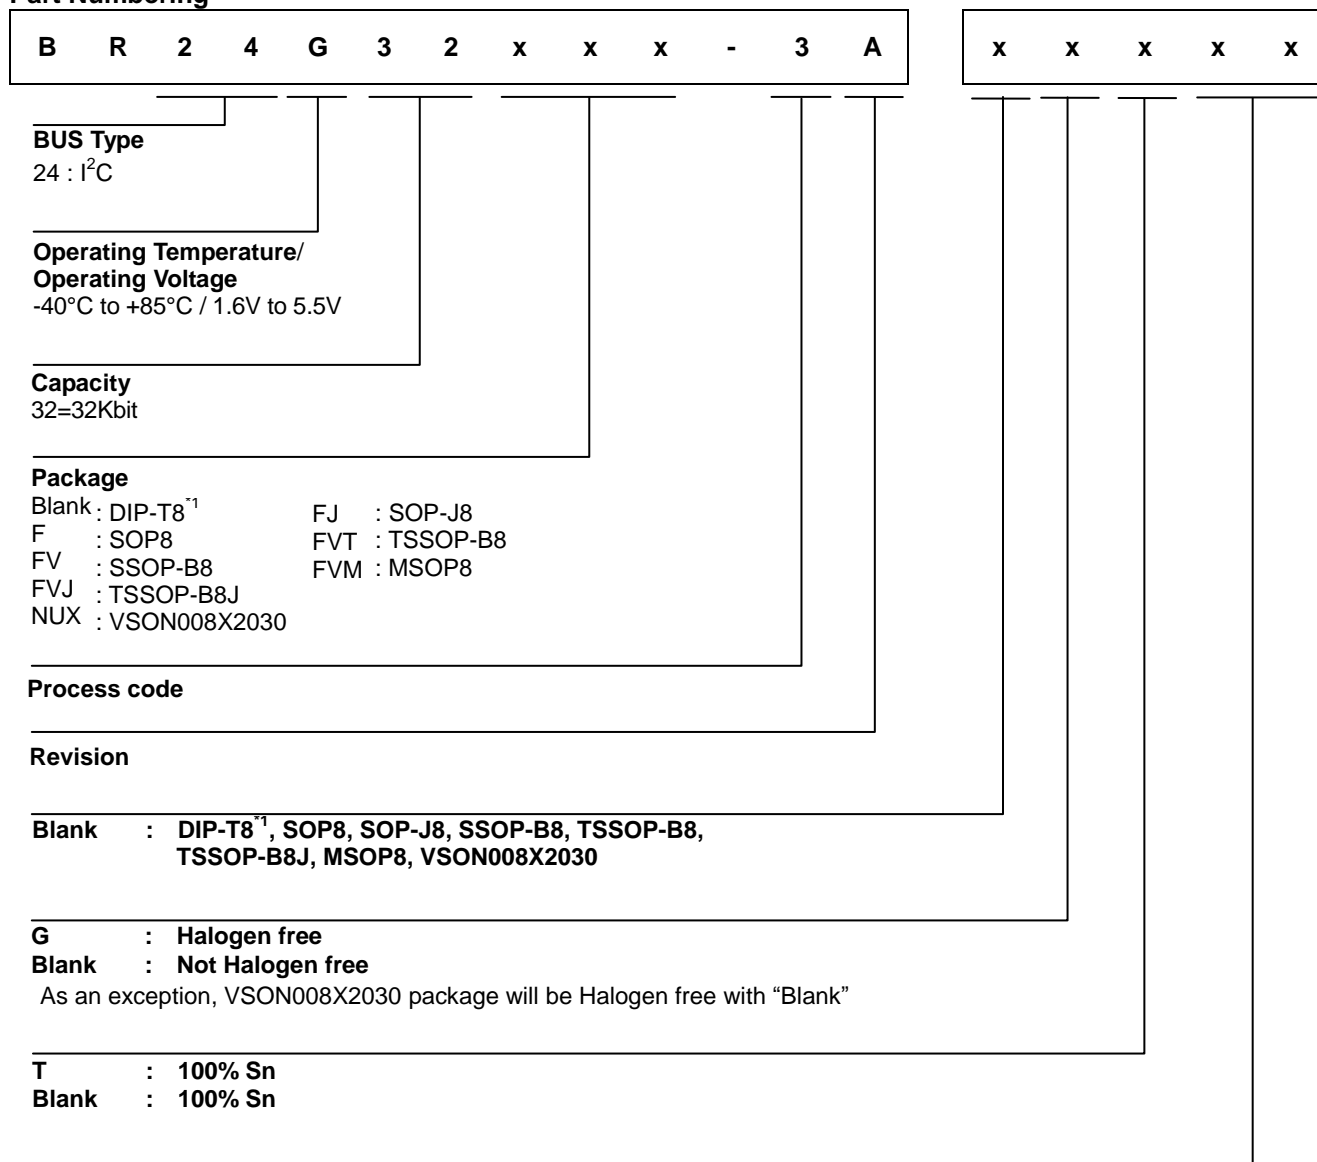 Part Numbering
B R 2 4 G 3 2 x x x - 3 A x x x x x
BUS Type
24 : I²C
Operating Temperature/
Operating Voltage
-40°C to +85°C / 1.6V to 5.5V
Capacity
32=32Kbit
Package
Blank : DIP-T8*1 FJ : SOP-J8
F : SOP8 FVT : TSSOP-B8
FV : SSOP-B8 FVM : MSOP8
FVJ : TSSOP-B8J
NUX : VSON008X2030
Process code
Revision
Blank : DIP-T8*1, SOP8, SOP-J8, SSOP-B8, TSSOP-B8,
TSSOP-B8J, MSOP8, VSON008X2030
G : Halogen free
Blank : Not Halogen free
As an exception, VSON008X2030 package will be Halogen free with “Blank”
T : 100% Sn
Blank : 100% Sn